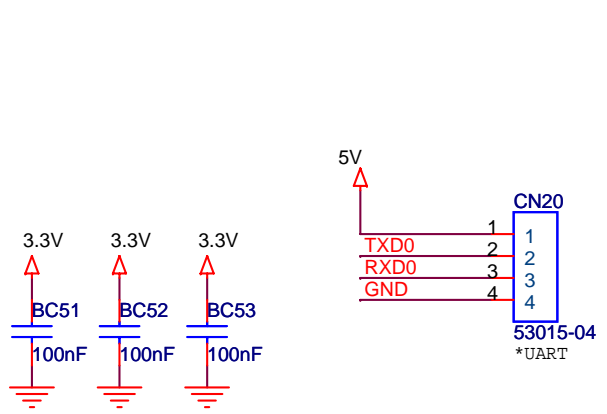 5V
CN20
1 1
TXD0 2 2
RXD0 3 3
GND 4 4
53015-04
*UART
3.3V 3.3V 3.3V
BC51 BC52 BC53
100nF 100nF 100nF